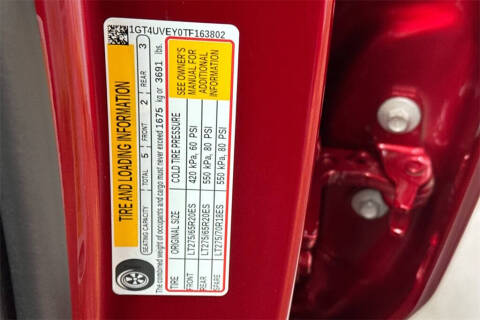 1GT4UVEY0TF163802
TIRE AND LOADING INFORMATION
SEATING CAPACITY TOTAL 5 FRONT 2 REAR 3
The combined weight of occupants and cargo must never exceed 1675 kg or 3691 lbs.
TIRE ORIGINAL SIZE COLD TIRE PRESSURE
FRONT LT275/65R20ES 420 kPa, 60 PSI
REAR LT275/65R20ES 550 kPa, 80 PSI
SPARE LT275/70R18ES 550 kPa, 80 PSI
SEE OWNER'S
MANUAL FOR
ADDITIONAL
INFORMATION